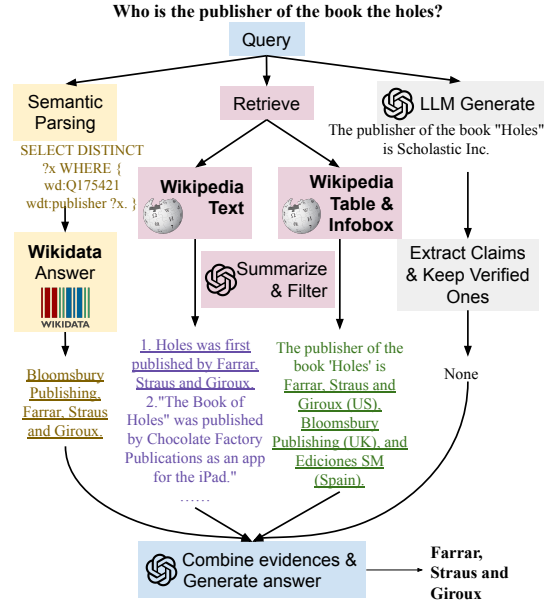 Who is the publisher of the book the holes?
Query
Semantic
Parsing
SELECT DISTINCT
?x WHERE {
wd:Q175421
wdt:publisher ?x. }
Wikidata
Answer
WIKIDATA
Bloomsbury
Publishing,
Farrar, Straus
and Giroux.
Retrieve
Wikipedia
Text
Wikipedia
Table &
Infobox
Summarize
& Filter
1. Holes was first
published by Farrar,
Straus and Giroux.
2."The Book of
Holes" was published
by Chocolate Factory
Publications as an app
for the iPad."
......
The publisher of the
book 'Holes' is
Farrar, Straus and
Giroux (US),
Bloomsbury
Publishing (UK), and
Ediciones SM
(Spain).
LLM Generate
The publisher of the book "Holes"
is Scholastic Inc.
Extract Claims
& Keep Verified
Ones
None
Combine evidences &
Generate answer
Farrar,
Straus and
Giroux